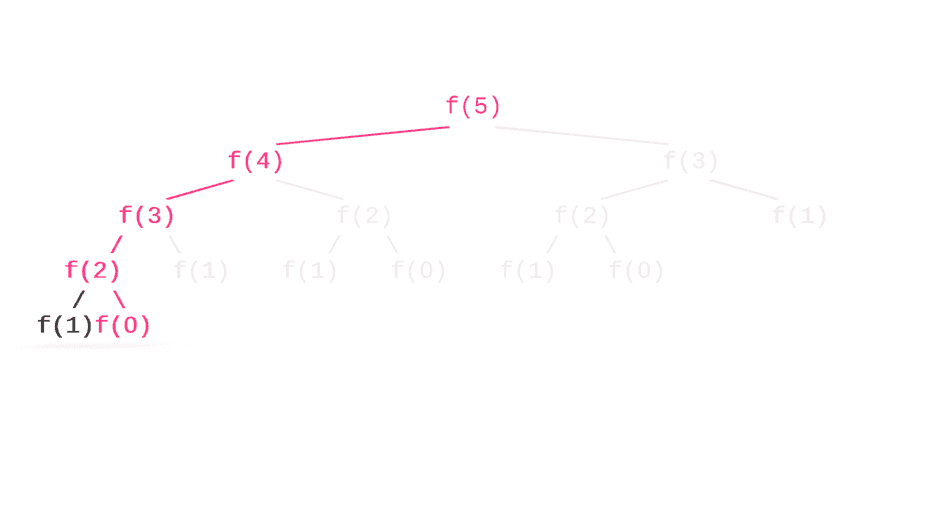 f(5)
f(4) f(3)
f(3) f(2) f(2) f(1)
f(2) f(1) f(1) f(0) f(1) f(0)
f(1)f(0)